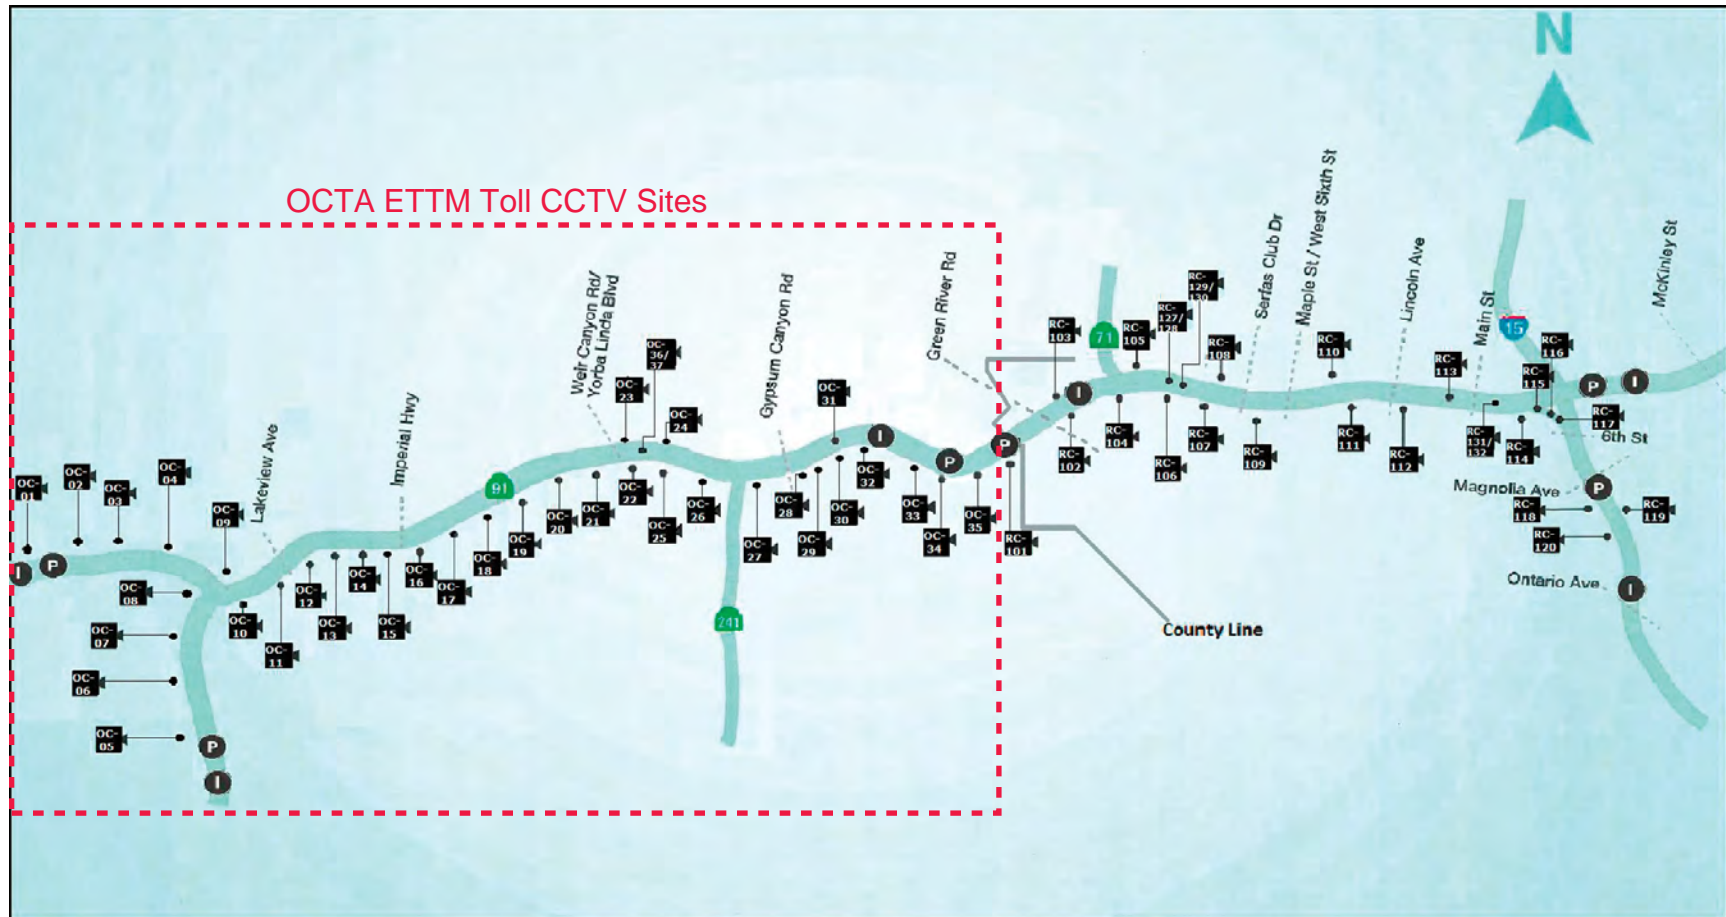 N
OCTA ETTM Toll CCTV Sites
Lakeview Ave
Imperial Hwy
Weir Canyon Rd/
Yorba Linda Blvd
Gypsum Canyon Rd
Green River Rd
Serfas Club Dr
Maple St / West Sixth St
Lincoln Ave
Main St
McKinley St
6th St
Magnolia Ave
Ontario Ave
County Line
91
241
71
15
OC-
01
OC-
02
OC-
03
OC-
04
OC-
05
OC-
06
OC-
07
OC-
08
OC-
09
OC-
10
OC-
11
OC-
12
OC-
13
OC-
14
OC-
15
OC-
16
OC-
17
OC-
18
OC-
19
OC-
20
OC-
21
OC-
22
OC-
23
OC-
36/
37
OC-
24
OC-
25
OC-
26
OC-
27
OC-
28
OC-
29
OC-
30
OC-
31
OC-
32
OC-
33
OC-
34
OC-
35
RC-
101
RC-
102
RC-
103
RC-
104
RC-
105
RC-
106
RC-
127/
128
RC-
129/
130
RC-
107
RC-
108
RC-
109
RC-
110
RC-
111
RC-
112
RC-
113
RC-
131/
132
RC-
114
RC-
115
RC-
116
RC-
117
RC-
118
RC-
119
RC-
120
I
P
P
I
I
P
P
I
P
I
P
I